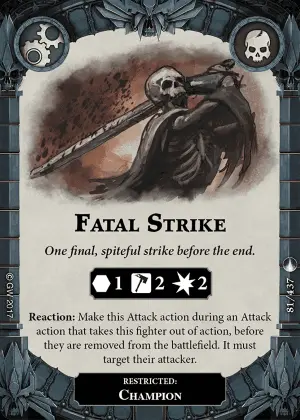 FATAL STRIKE
One final, spiteful strike before the end.
1 2 2
Reaction: Make this Attack action during an Attack
action that takes this fighter out of action, before
they are removed from the battlefield. It must
target their attacker.
RESTRICTED:
CHAMPION
© GW 2017
81/437